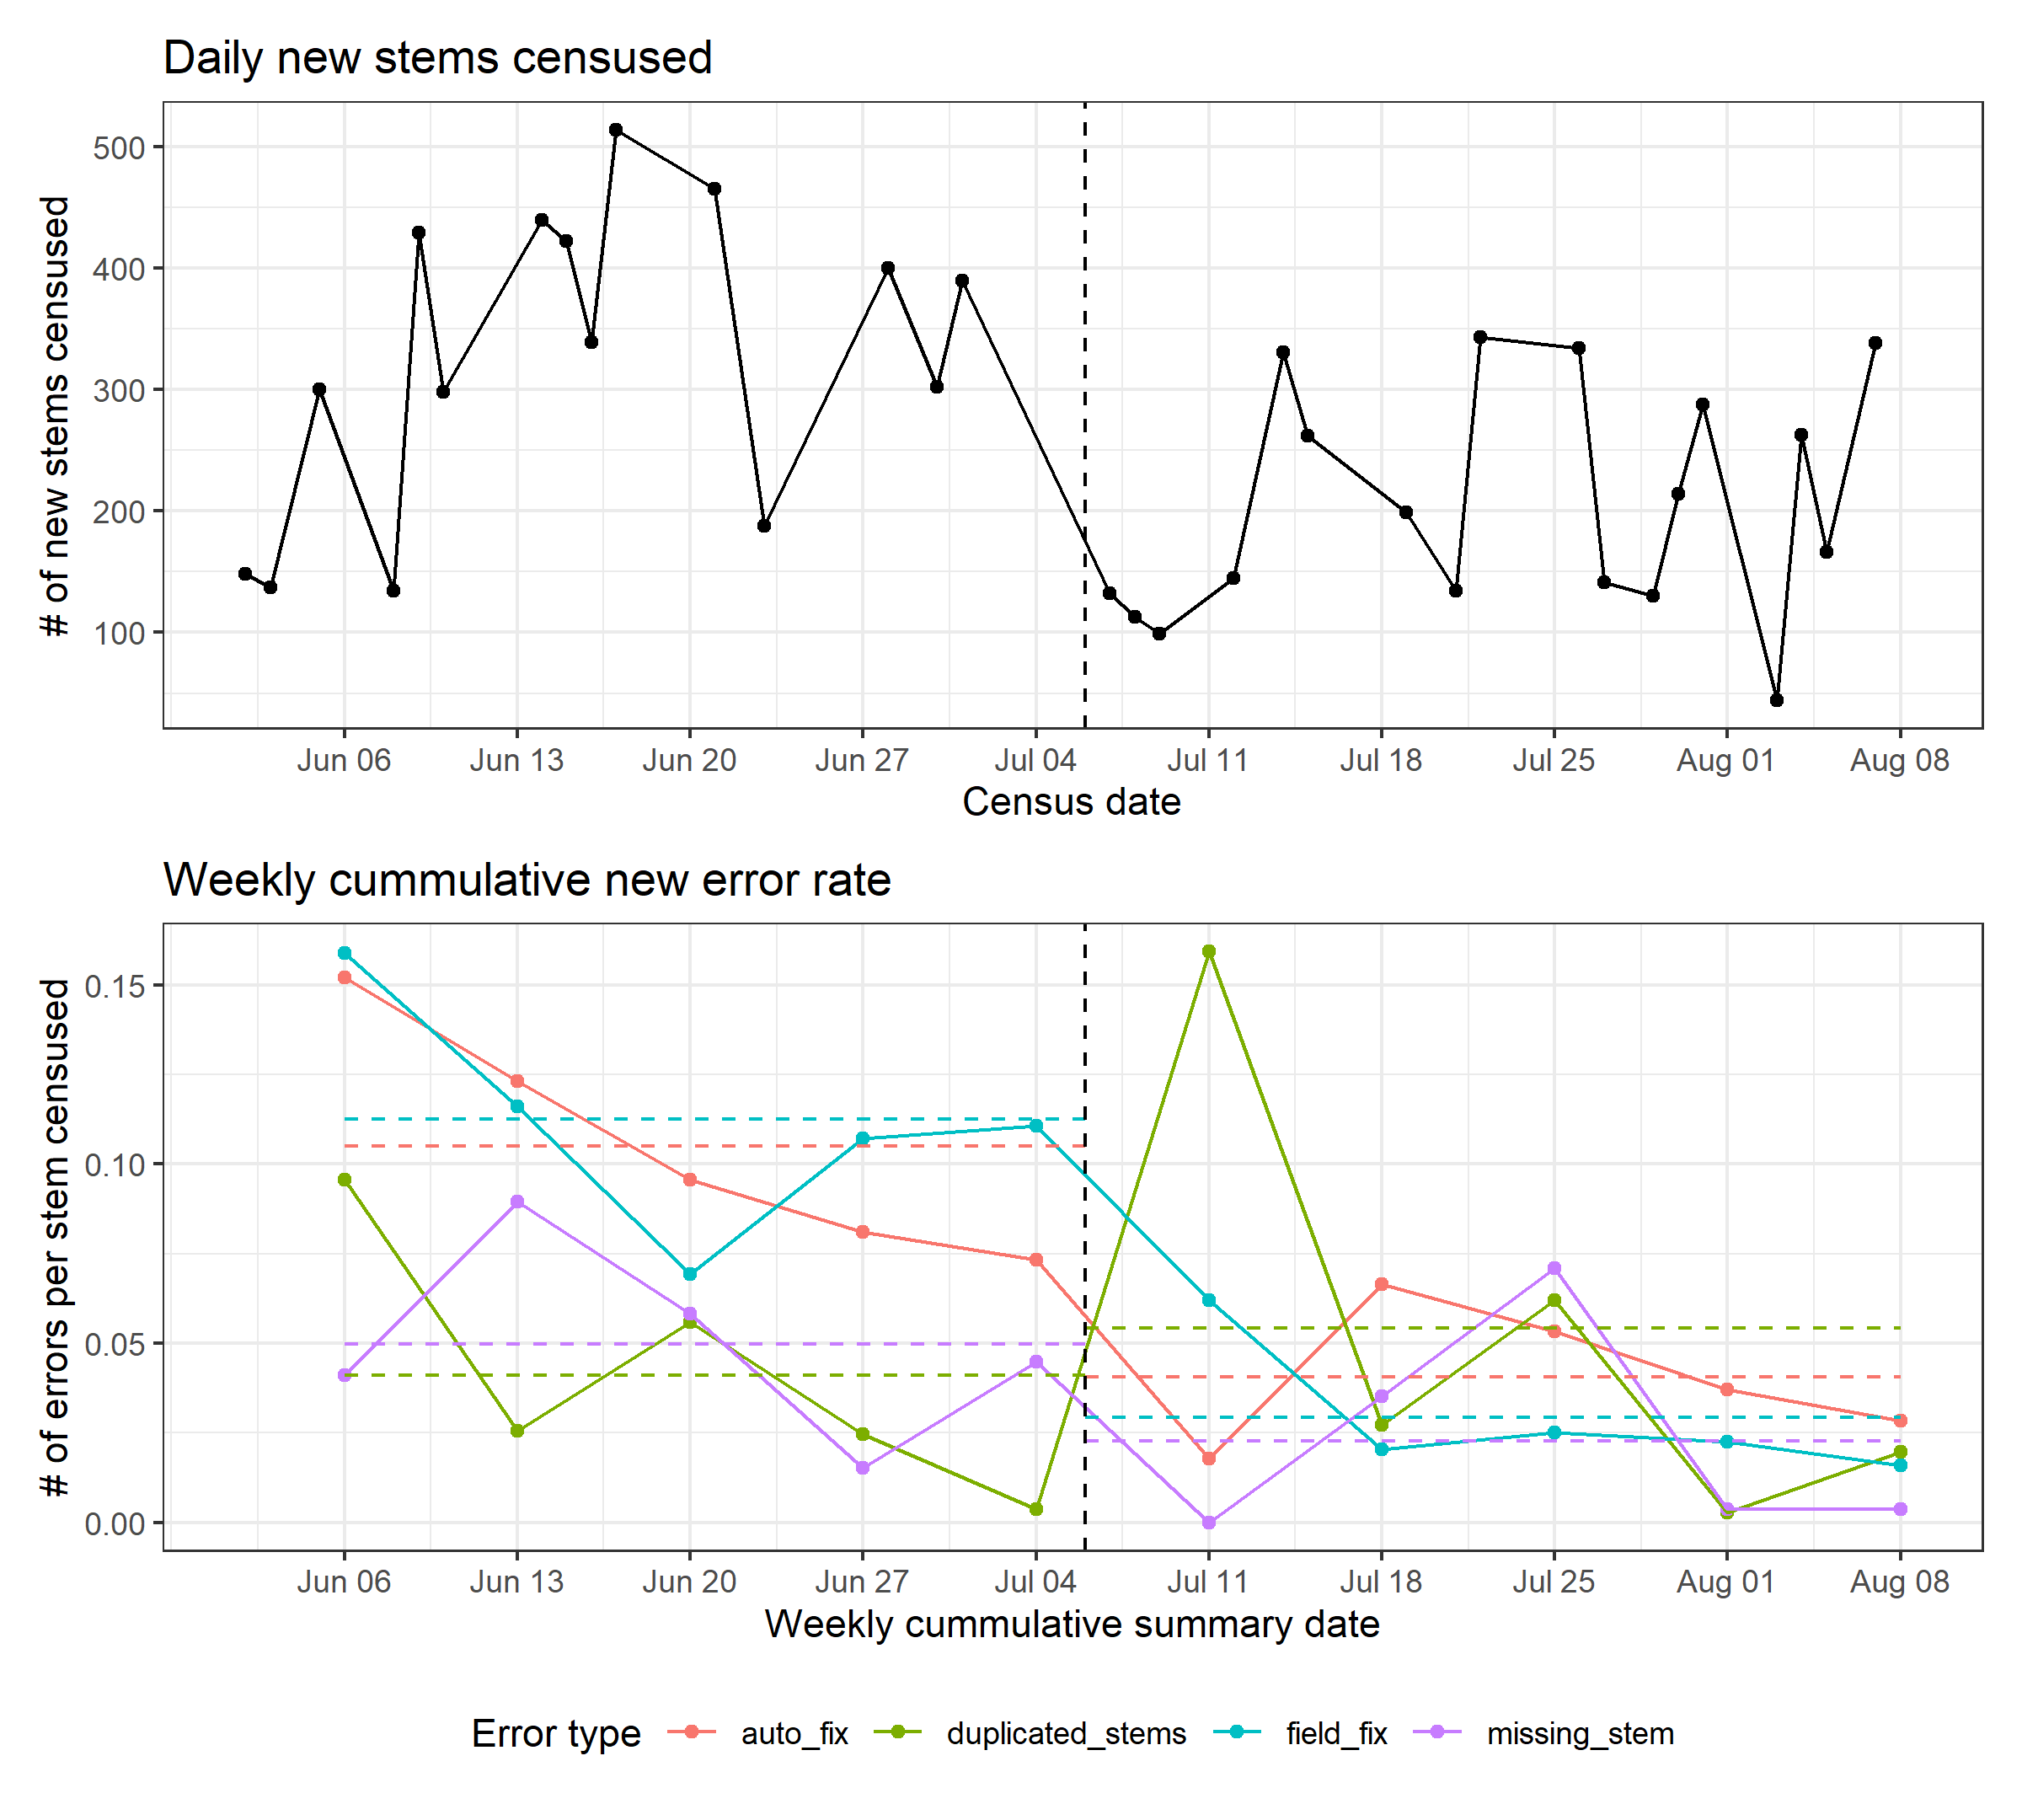 Daily new stems censused
# of new stems censused
500
400
300
200
100
Jun 06 Jun 13 Jun 20 Jun 27 Jul 04 Jul 11 Jul 18 Jul 25 Aug 01 Aug 08
Census date
Weekly cummulative new error rate
# of errors per stem censused
0.15
0.10
0.05
0.00
Jun 06 Jun 13 Jun 20 Jun 27 Jul 04 Jul 11 Jul 18 Jul 25 Aug 01 Aug 08
Weekly cummulative summary date
Error type auto_fix duplicated_stems field_fix missing_stem